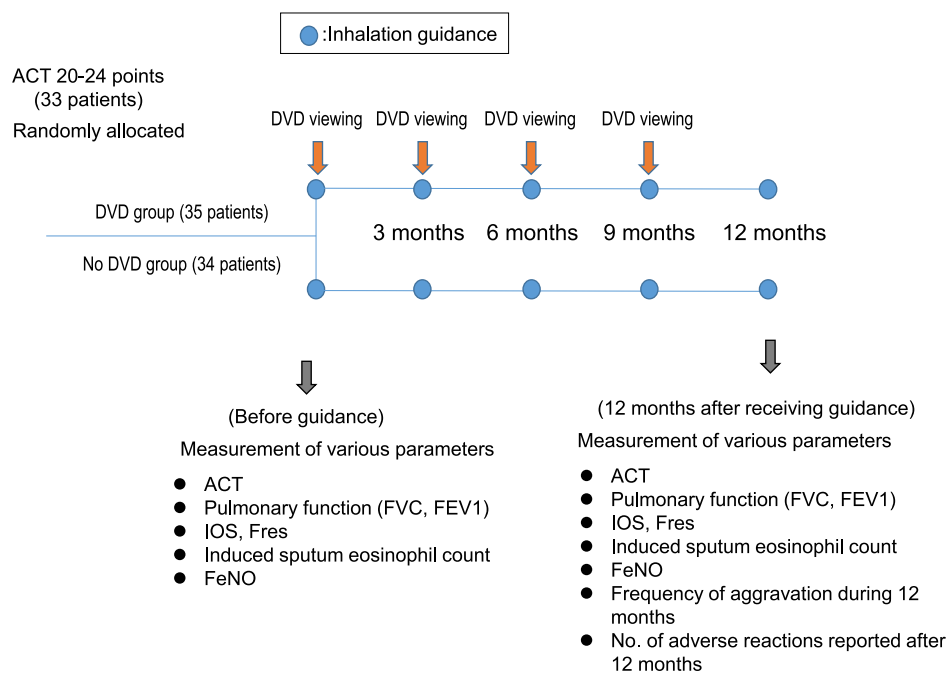 :Inhalation guidance
ACT 20-24 points
(33 patients)
Randomly allocated
DVD viewing DVD viewing DVD viewing DVD viewing
DVD group (35 patients)
3 months 6 months 9 months 12 months
No DVD group (34 patients)
(Before guidance)
Measurement of various parameters
● ACT
● Pulmonary function (FVC, FEV1)
● IOS, Fres
● Induced sputum eosinophil count
● FeNO
(12 months after receiving guidance)
Measurement of various parameters
● ACT
● Pulmonary function (FVC, FEV1)
● IOS, Fres
● Induced sputum eosinophil count
● FeNO
● Frequency of aggravation during 12
months
● No. of adverse reactions reported after
12 months